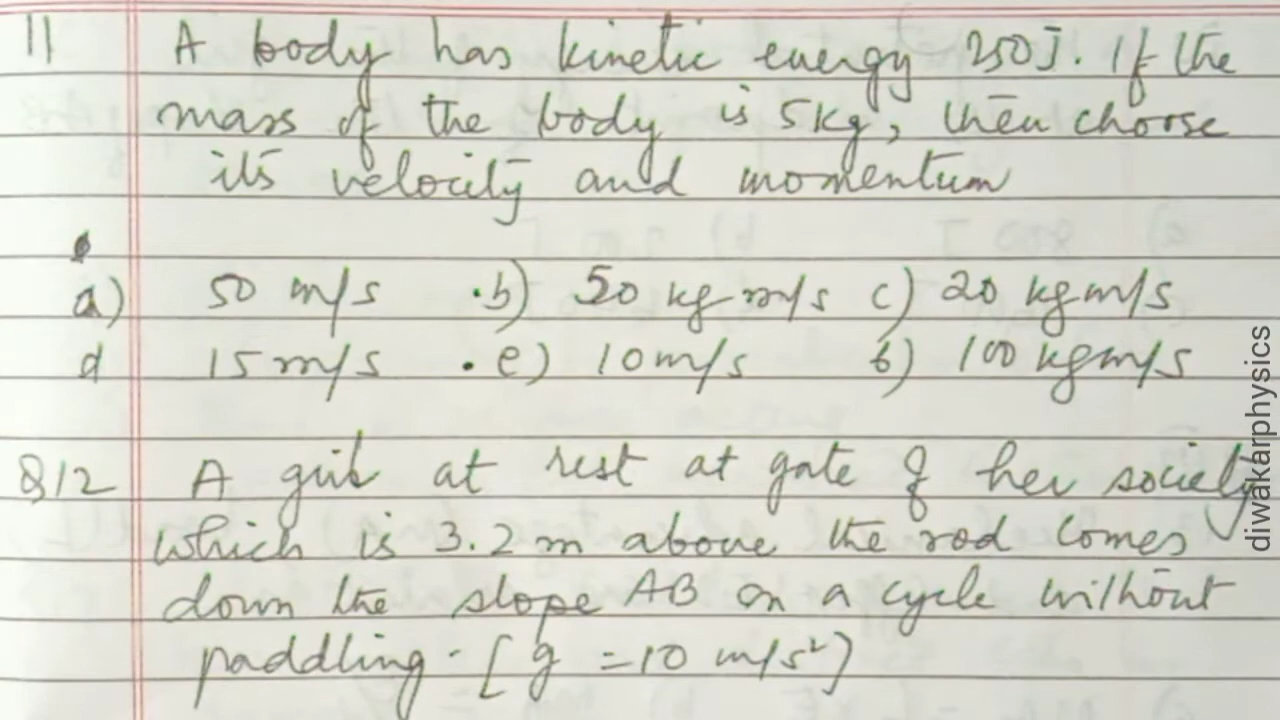 11 A body has kinetic energy 250J. If the
mass of the body is 5kg, then choose
its velocity and momentum
a) 50 m/s b) 50 kg m/s c) 20 kgm/s
d 15 m/s e) 10 m/s f) 100 kgm/s
Q12 A girl at rest at gate of her society
which is 3.2m above the rod comes
down the slope AB on a cycle without
paddling. [g = 10 m/s²)
diwakarphysics